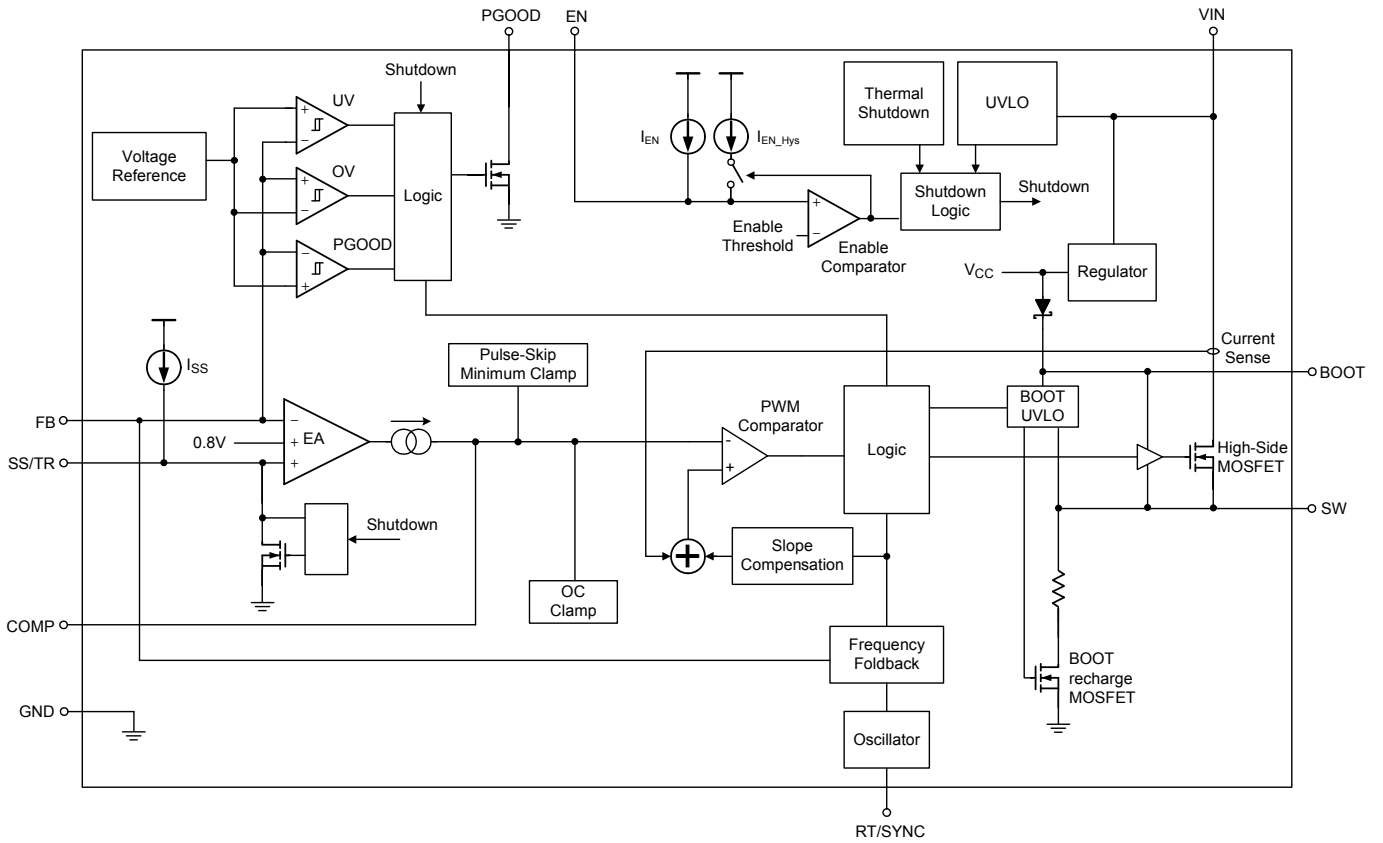 PGOOD
EN
VIN
Shutdown
UV
Thermal
Shutdown
UVLO
Voltage
Reference
OV
Logic
PGOOD
IEN
IEN_Hys
Shutdown
Logic
Shutdown
Enable
Threshold
+
−
Enable
Comparator
VCC
Regulator
Current
Sense
BOOT
ISS
Pulse-Skip
Minimum Clamp
BOOT
UVLO
FB
0.8V
SS/TR
−
+
+
EA
PWM
Comparator
-
+
Logic
High-Side
MOSFET
SW
Shutdown
+
Slope
Compensation
OC
Clamp
COMP
Frequency
Foldback
BOOT
recharge
MOSFET
GND
Oscillator
RT/SYNC
+
−
+
−
−
+